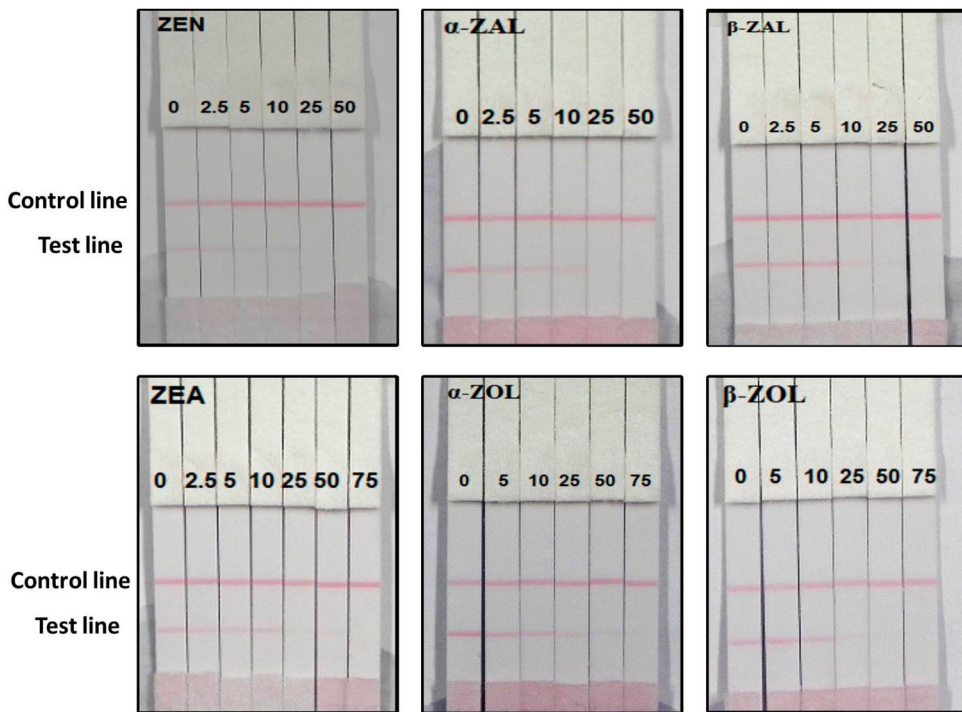 ZEN
0 2.5 5 10 25 50
α-ZAL
0 2.5 5 10 25 50
β-ZAL
0 2.5 5 10 25 50
Control line
Test line
ZEA
0 2.5 5 10 25 50 75
α-ZOL
0 5 10 25 50 75
β-ZOL
0 5 10 25 50 75
Control line
Test line